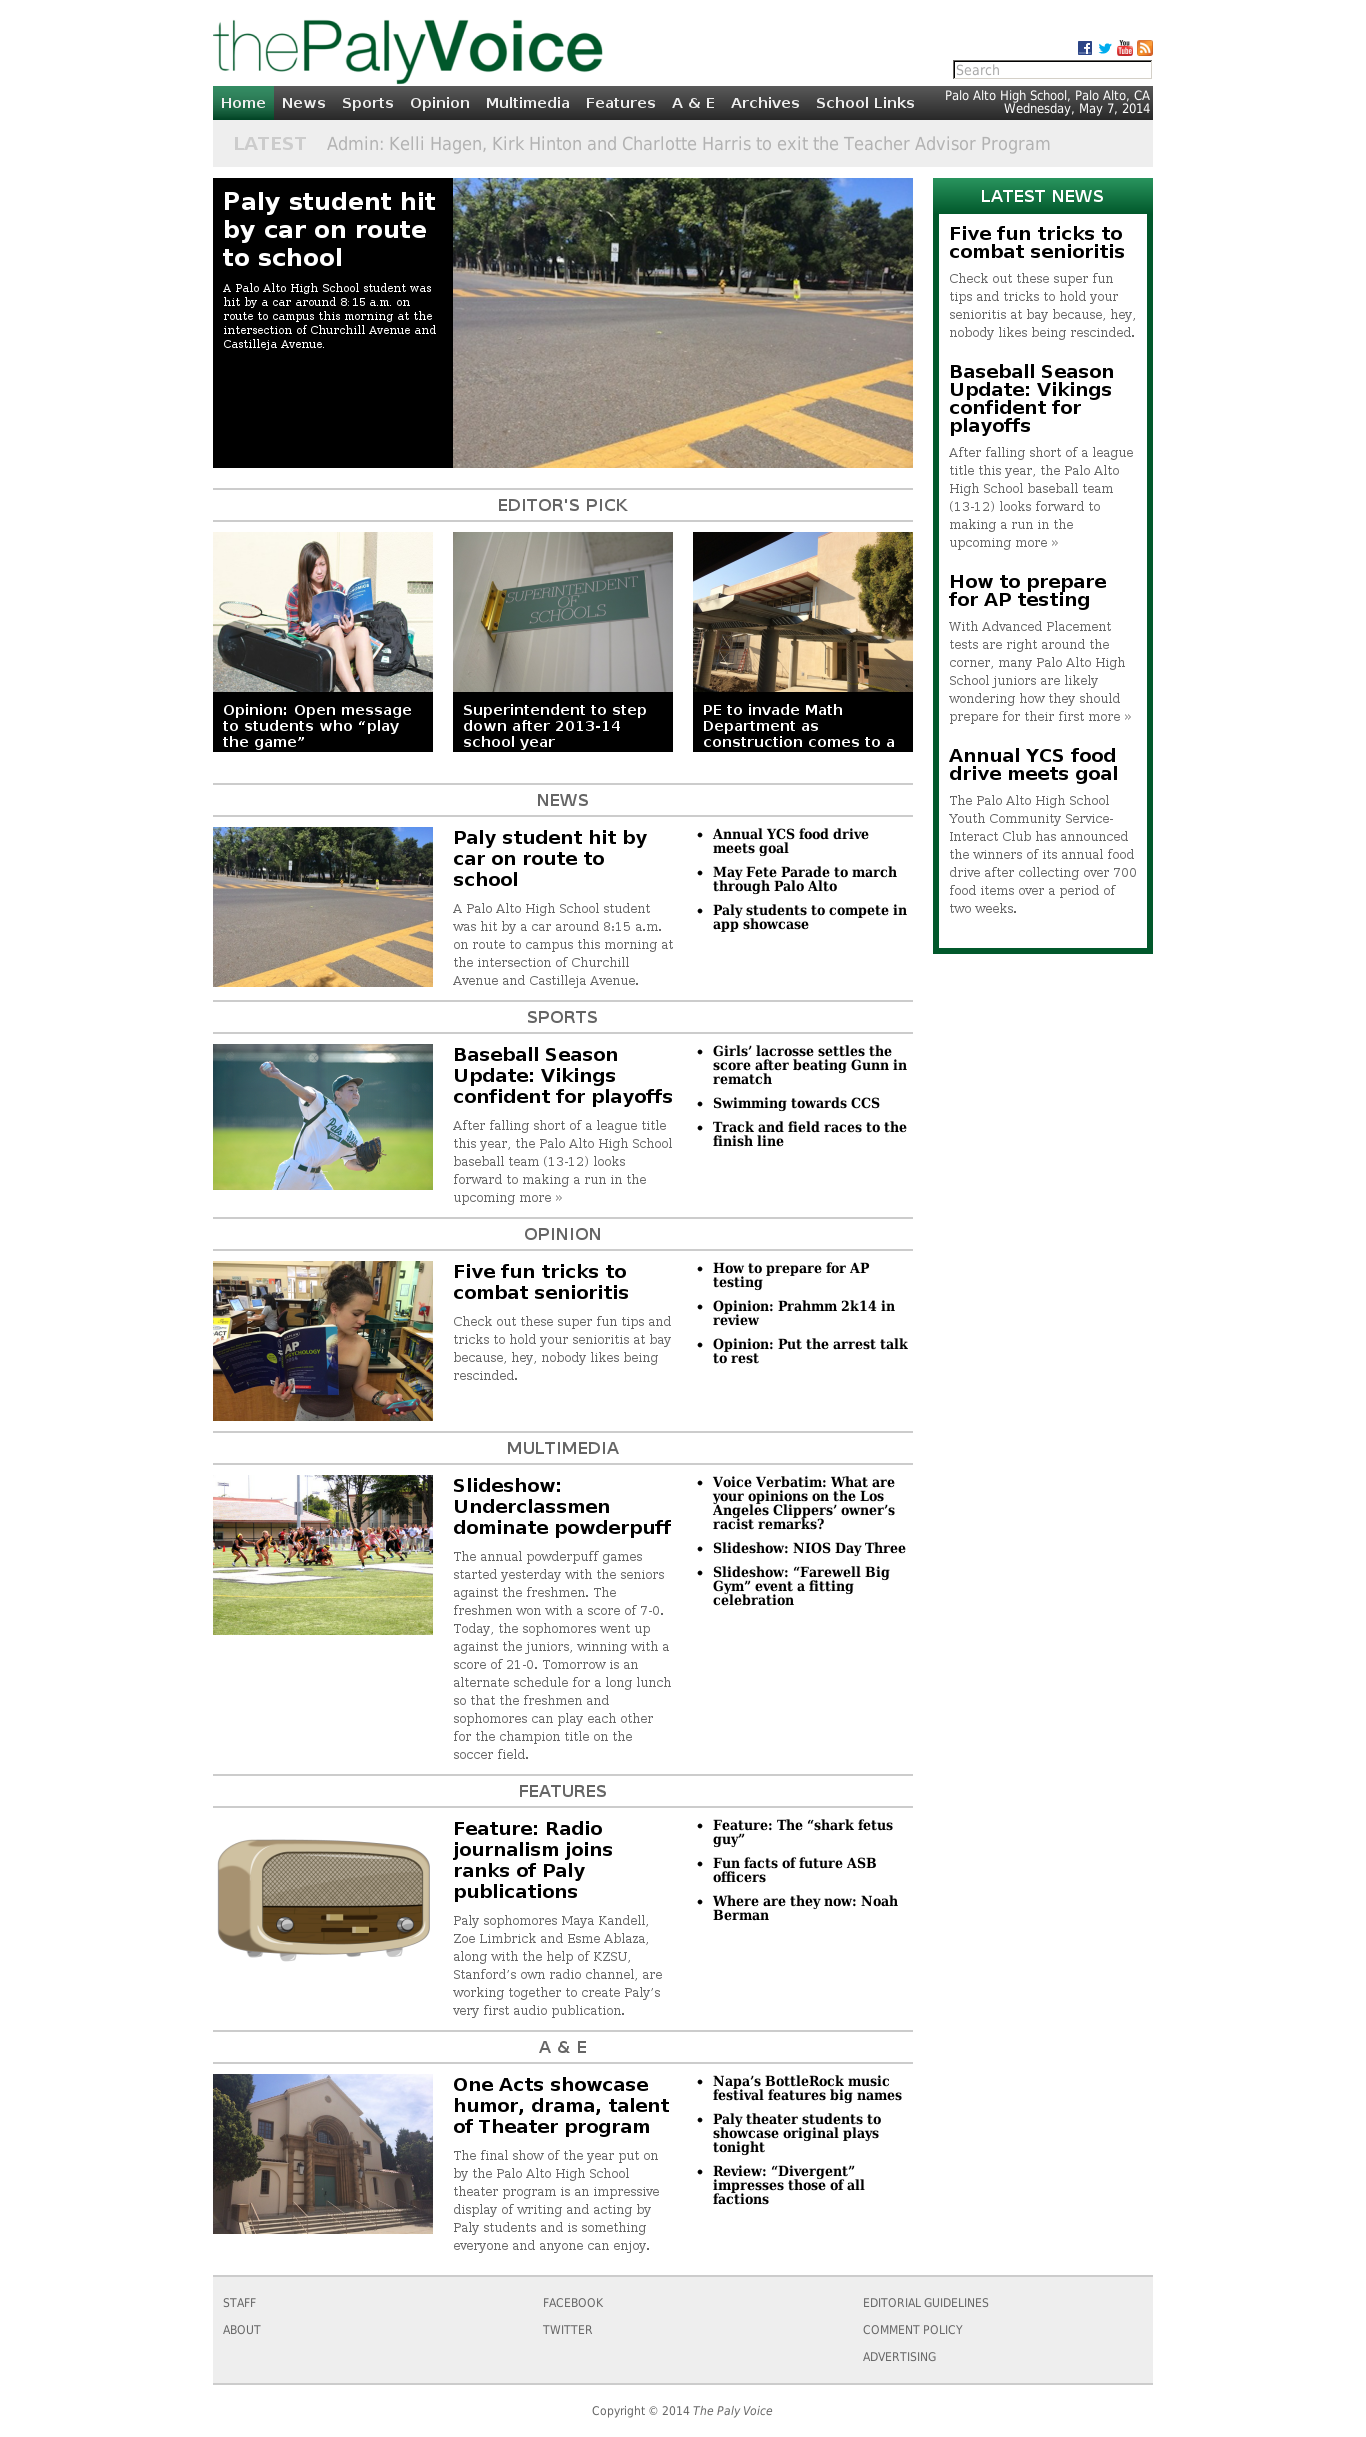 thePalyVoice
Search
Home News Sports Opinion Multimedia Features A & E Archives School Links
Palo Alto High School, Palo Alto, CA
Wednesday, May 7, 2014
LATEST Admin: Kelli Hagen, Kirk Hinton and Charlotte Harris to exit the Teacher Advisor Program
Paly student hit
by car on route
to school
A Palo Alto High School student was
hit by a car around 8:15 a.m. on
route to campus this morning at the
intersection of Churchill Avenue and
Castilleja Avenue.
EDITOR'S PICK
SUPERINTENDENT
OF
SCHOOLS
Opinion: Open message
to students who “play
the game”
Superintendent to step
down after 2013-14
school year
PE to invade Math
Department as
construction comes to a
NEWS
Paly student hit by
car on route to
school
A Palo Alto High School student
was hit by a car around 8:15 a.m.
on route to campus this morning at
the intersection of Churchill
Avenue and Castilleja Avenue.
• Annual YCS food drive
meets goal
• May Fete Parade to march
through Palo Alto
• Paly students to compete in
app showcase
SPORTS
Baseball Season
Update: Vikings
confident for playoffs
After falling short of a league title
this year, the Palo Alto High School
baseball team (13-12) looks
forward to making a run in the
upcoming more »
• Girls’ lacrosse settles the
score after beating Gunn in
rematch
• Swimming towards CCS
• Track and field races to the
finish line
OPINION
AP
PSYCHOLOGY
Five fun tricks to
combat senioritis
Check out these super fun tips and
tricks to hold your senioritis at bay
because, hey, nobody likes being
rescinded.
• How to prepare for AP
testing
• Opinion: Prahmm 2k14 in
review
• Opinion: Put the arrest talk
to rest
MULTIMEDIA
Slideshow:
Underclassmen
dominate powderpuff
The annual powderpuff games
started yesterday with the seniors
against the freshmen. The
freshmen won with a score of 7-0.
Today, the sophomores went up
against the juniors, winning with a
score of 21-0. Tomorrow is an
alternate schedule for a long lunch
so that the freshmen and
sophomores can play each other
for the champion title on the
soccer field.
• Voice Verbatim: What are
your opinions on the Los
Angeles Clippers’ owner’s
racist remarks?
• Slideshow: NIOS Day Three
• Slideshow: “Farewell Big
Gym” event a fitting
celebration
FEATURES
Feature: Radio
journalism joins
ranks of Paly
publications
Paly sophomores Maya Kandell,
Zoe Limbrick and Esme Ablaza,
along with the help of KZSU,
Stanford’s own radio channel, are
working together to create Paly’s
very first audio publication.
• Feature: The “shark fetus
guy”
• Fun facts of future ASB
officers
• Where are they now: Noah
Berman
A & E
One Acts showcase
humor, drama, talent
of Theater program
The final show of the year put on
by the Palo Alto High School
theater program is an impressive
display of writing and acting by
Paly students and is something
everyone and anyone can enjoy.
• Napa’s BottleRock music
festival features big names
• Paly theater students to
showcase original plays
tonight
• Review: “Divergent”
impresses those of all
factions
LATEST NEWS
Five fun tricks to
combat senioritis
Check out these super fun
tips and tricks to hold your
senioritis at bay because, hey,
nobody likes being rescinded.
Baseball Season
Update: Vikings
confident for
playoffs
After falling short of a league
title this year, the Palo Alto
High School baseball team
(13-12) looks forward to
making a run in the
upcoming more »
How to prepare
for AP testing
With Advanced Placement
tests are right around the
corner, many Palo Alto High
School juniors are likely
wondering how they should
prepare for their first more »
Annual YCS food
drive meets goal
The Palo Alto High School
Youth Community Service-
Interact Club has announced
the winners of its annual food
drive after collecting over 700
food items over a period of
two weeks.
STAFF
ABOUT
FACEBOOK
TWITTER
EDITORIAL GUIDELINES
COMMENT POLICY
ADVERTISING
Copyright © 2014 The Paly Voice